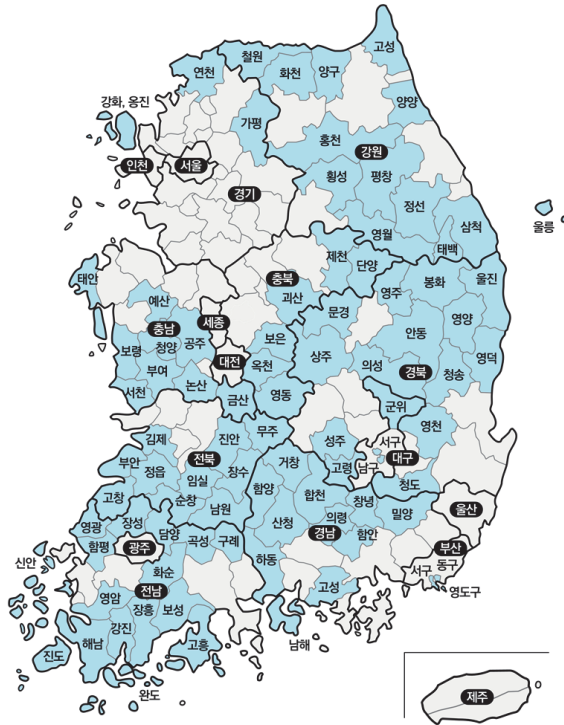 고성
철원
연천
화천
양구
강화, 옹진
양양
가평
홍천
강원
인천
서울
횡성
평창
경기
정선
삼척
울릉
영월
태백
제천
단양
태안
충북
괴산
영주
봉화
울진
예산
문경
영양
충남
세종
안동
보령
청양
공주
보은
대전
상주
영덕
부여
옥천
의성
경북
청송
서천
논산
금산
영동
군위
무주
영천
김제
진안
성주
서구
전북
대구
부안
정읍
임실
장수
거창
고령
남구
청도
고창
순창
남원
함양
합천
창녕
밀양
울산
영광
장성
담양
곡성
구례
산청
의령
경남
함안
함평
광주
부산
신안
화순
하동
서구
동구
영암
전남
고성
영도구
장흥
보성
강진
해남
고흥
남해
진도
완도
제주